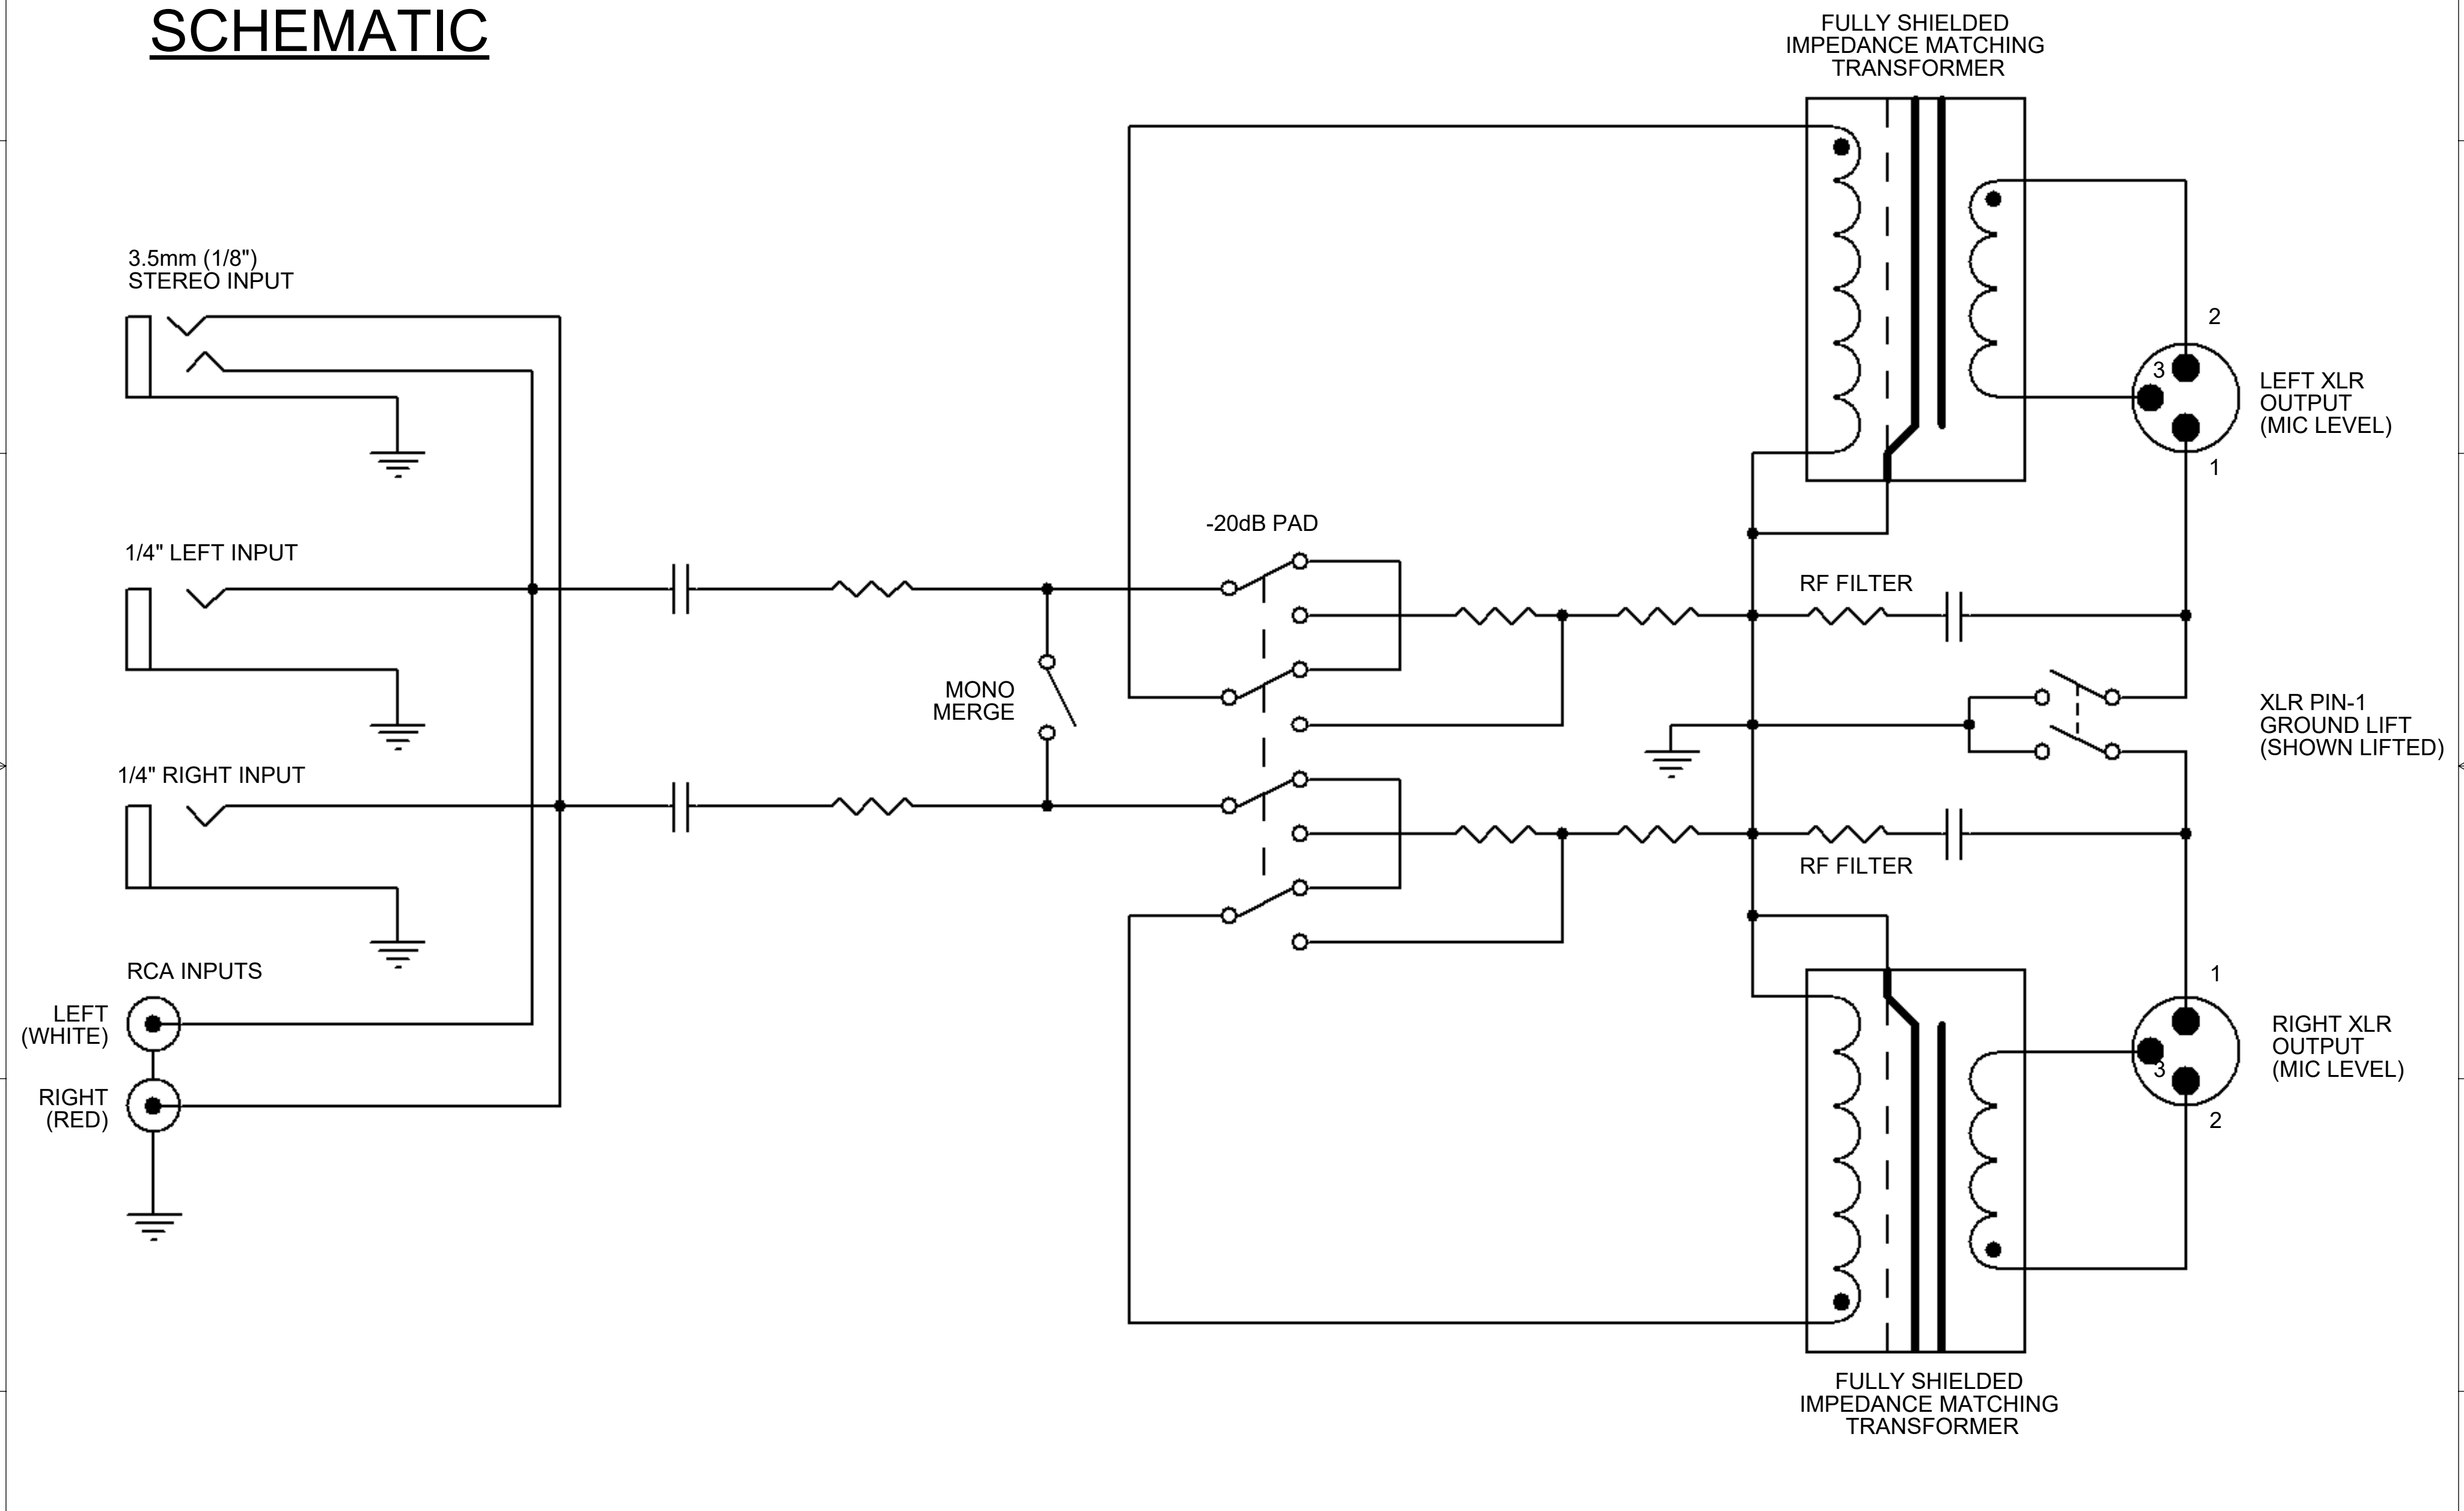 SCHEMATIC
FULLY SHIELDED
IMPEDANCE MATCHING
TRANSFORMER
3.5mm (1/8")
STEREO INPUT
2
3
LEFT XLR
OUTPUT
(MIC LEVEL)
1
-20dB PAD
1/4" LEFT INPUT
RF FILTER
MONO
MERGE
XLR PIN-1
GROUND LIFT
(SHOWN LIFTED)
1/4" RIGHT INPUT
RF FILTER
RCA INPUTS
LEFT
(WHITE)
RIGHT
(RED)
1
3
RIGHT XLR
OUTPUT
(MIC LEVEL)
2
FULLY SHIELDED
IMPEDANCE MATCHING
TRANSFORMER